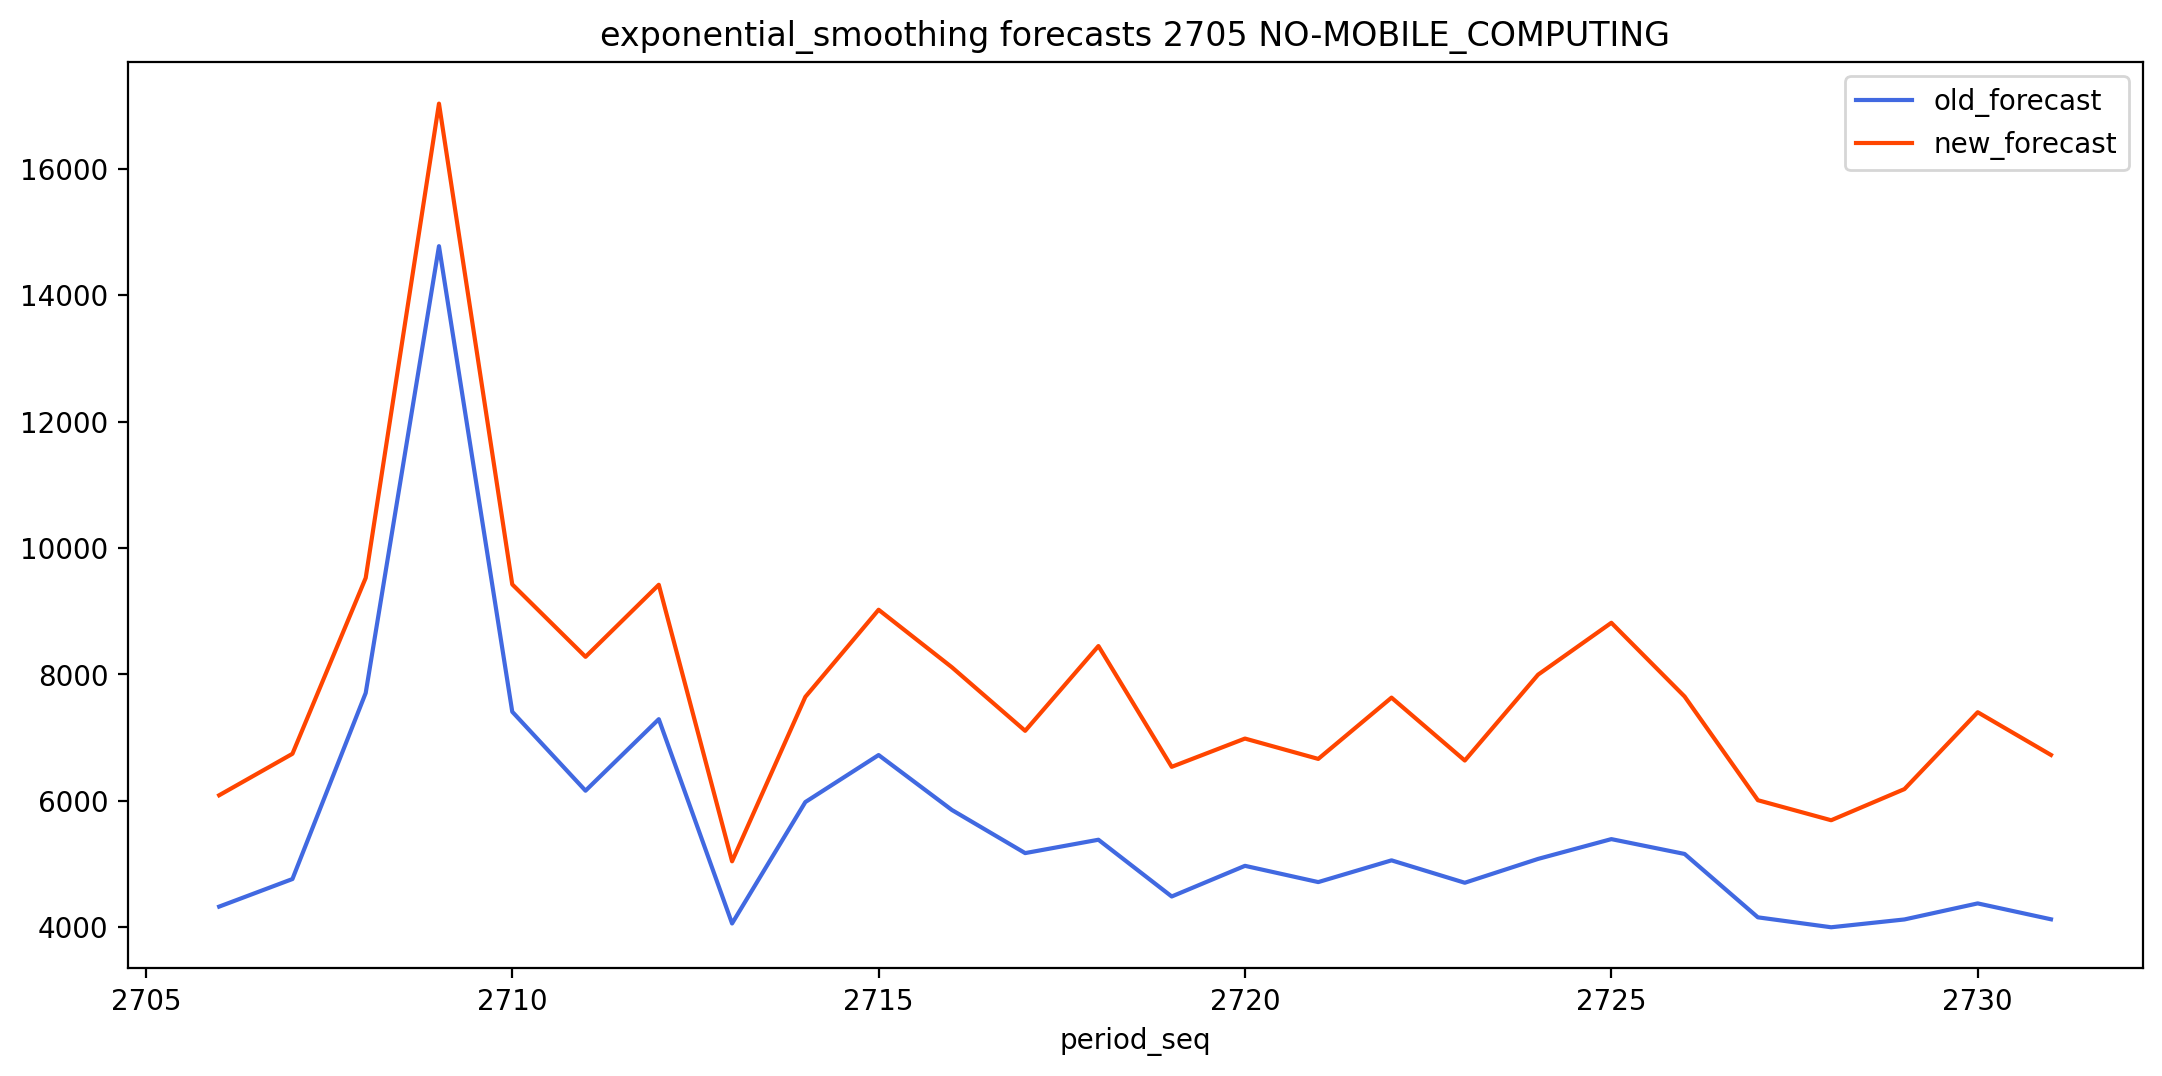 exponential_smoothing forecasts 2705 NO-MOBILE_COMPUTING
old_forecast
new_forecast
16000
14000
12000
10000
8000
6000
4000
2705 2710 2715 2720 2725 2730
period_seq